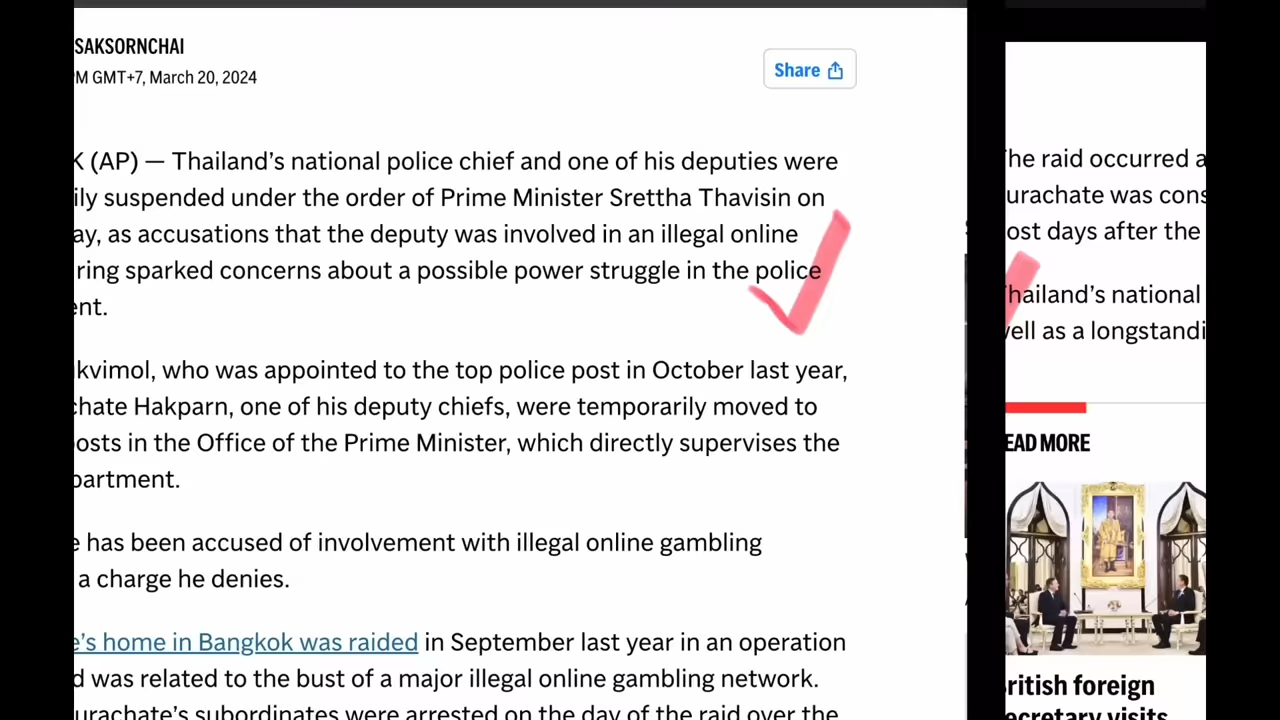 SAKSORNCHAI
PM GMT+7, March 20, 2024
Share
K (AP) — Thailand’s national police chief and one of his deputies were
ily suspended under the order of Prime Minister Srettha Thavisin on
ay, as accusations that the deputy was involved in an illegal online
ring sparked concerns about a possible power struggle in the police
ent.
kvimol, who was appointed to the top police post in October last year,
chate Hakparn, one of his deputy chiefs, were temporarily moved to
posts in the Office of the Prime Minister, which directly supervises the
partment.
e has been accused of involvement with illegal online gambling
a charge he denies.
e’s home in Bangkok was raided in September last year in an operation
d was related to the bust of a major illegal online gambling network.
urachate’s subordinates were arrested on the day of the raid over the
The raid occurred a
urachate was cons
ost days after the
Thailand’s national
well as a longstandi
EAD MORE
ritish foreign
ecretary visits